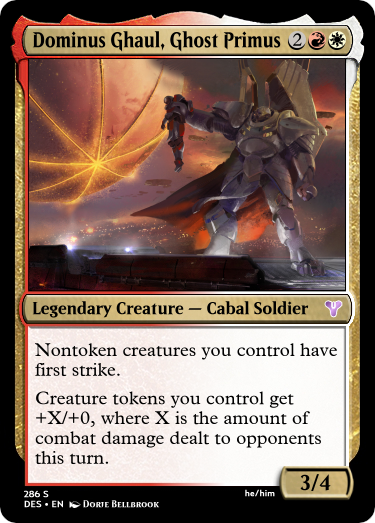 Dominus Ghaul, Ghost Primus 2
Legendary Creature — Cabal Soldier
Nontoken creatures you control have
first strike.
Creature tokens you control get
+X/+0, where X is the amount of
combat damage dealt to opponents
this turn.
3/4
286 S
he/him
DES • EN Dorje Bellbrook